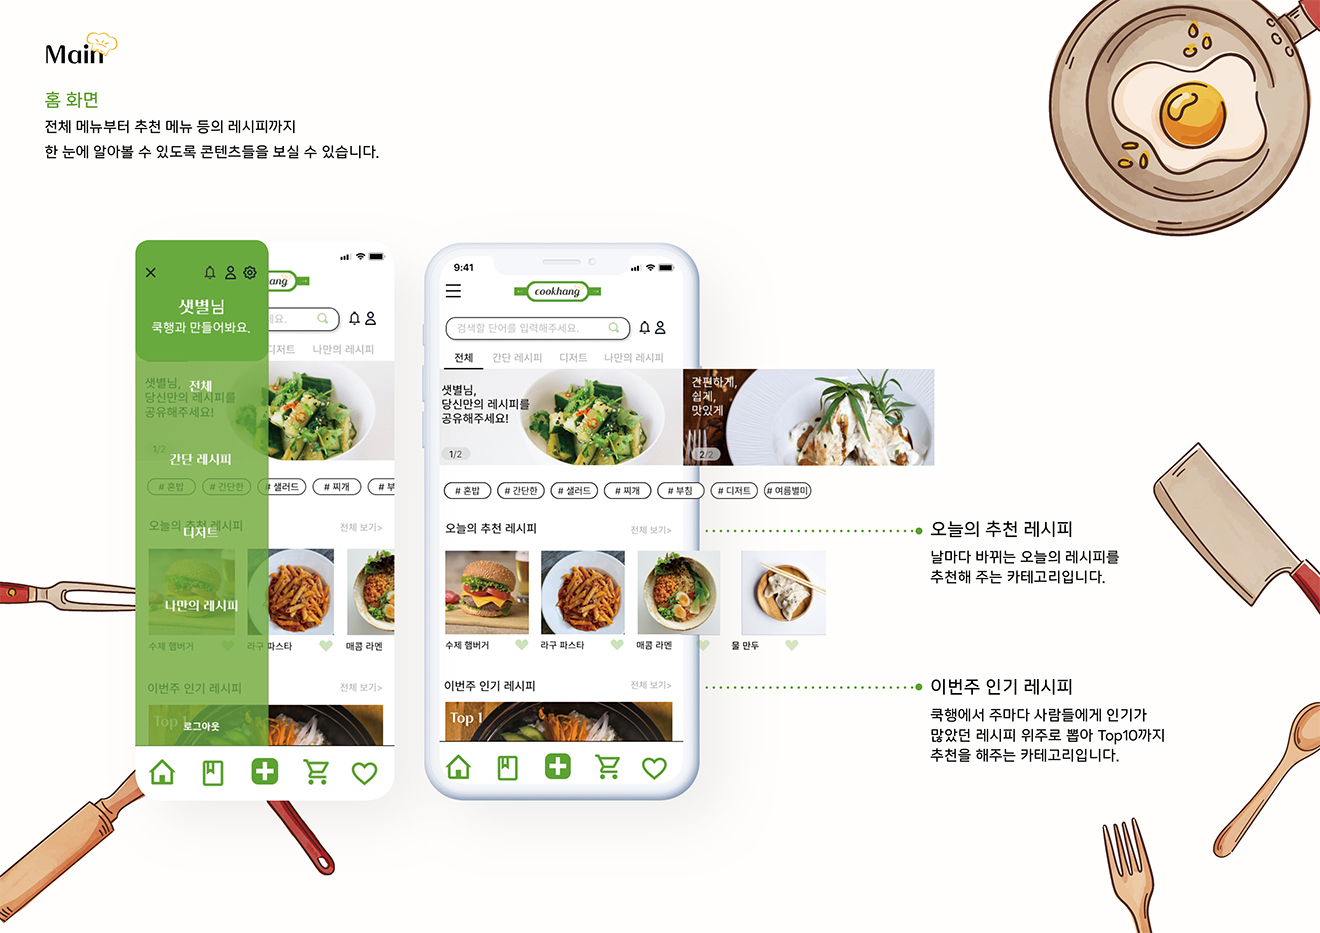 Main
홈 화면
전체 메뉴부터 추천 메뉴 등의 레시피까지
한 눈에 알아볼 수 있도록 콘텐츠들을 보실 수 있습니다.
샛별님
쿡행과 만들어봐요.
전체
간단 레시피
디저트
나만의 레시피
로그아웃
ang
세요.
디저트
나만의 레시피
샛별님,
당신만의 레시피를
공유해주세요!
1/2
# 혼밥
# 간단한
# 샐러드
# 찌개
# 부
오늘의 추천 레시피
전체 보기>
수제 햄버거
라구 파스타
매콤 라멘
이번주 인기 레시피
전체 보기>
Top
9:41
cookhang
검색할 단어를 입력해주세요.
전체
간단 레시피
디저트
나만의 레시피
샛별님,
당신만의 레시피를
공유해주세요!
1/2
간편하게,
쉽게,
맛있게
2/2
# 혼밥
# 간단한
# 샐러드
# 찌개
# 부침
# 디저트
# 여름별미
오늘의 추천 레시피
전체 보기>
수제 햄버거
라구 파스타
매콤 라멘
물 만두
이번주 인기 레시피
전체 보기>
Top 1
오늘의 추천 레시피
날마다 바뀌는 오늘의 레시피를
추천해 주는 카테고리입니다.
이번주 인기 레시피
쿡행에서 주마다 사람들에게 인기가
많았던 레시피 위주로 뽑아 Top10까지
추천을 해주는 카테고리입니다.